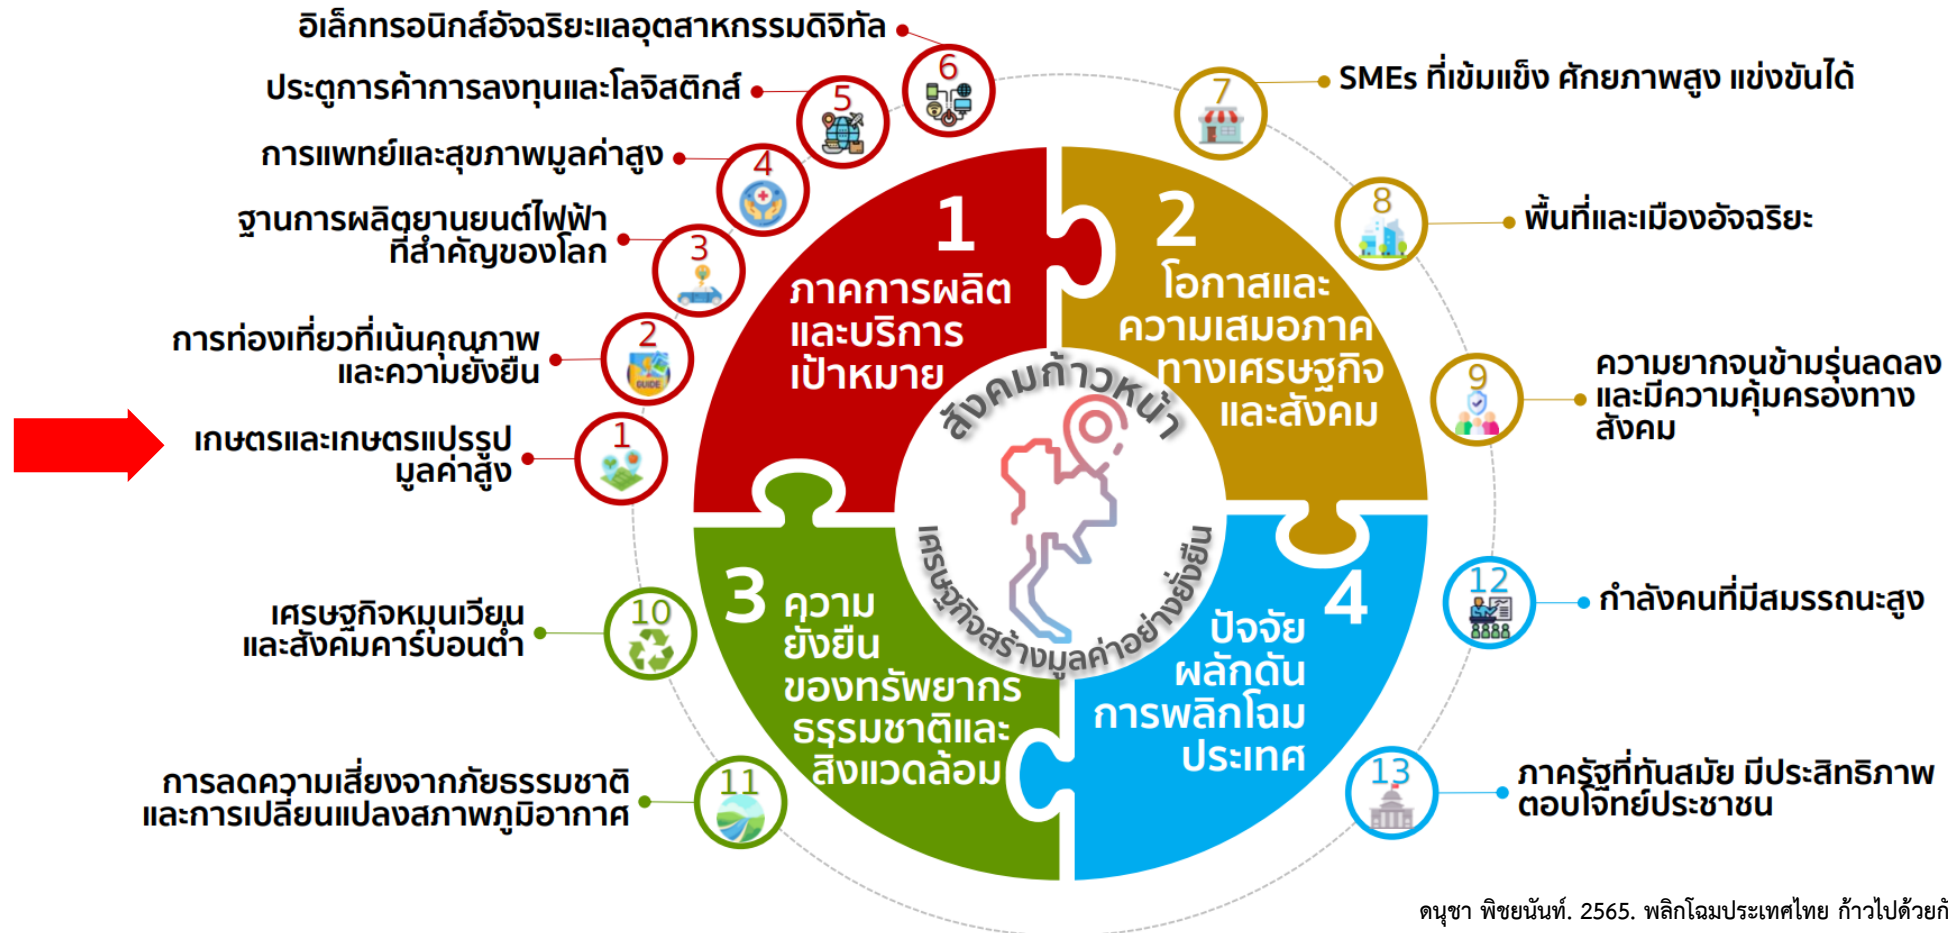 อิเล็กทรอนิกส์อัจฉริยะแลอุตสาหกรรมดิจิทัล
6
ประตูการค้าการลงทุนและโลจิสติกส์
5
การแพทย์และสุขภาพมูลค่าสูง
4
ฐานการผลิตยานยนต์ไฟฟ้า
ที่สำคัญของโลก
3
การท่องเที่ยวที่เน้นคุณภาพ
และความยั่งยืน
2
GUIDE
เกษตรและเกษตรแปรรูป
มูลค่าสูง
1
7
SMEs ที่เข้มแข็ง ศักยภาพสูง แข่งขันได้
8
พื้นที่และเมืองอัจฉริยะ
9
ความยากจนข้ามรุ่นลดลง
และมีความคุ้มครองทาง
สังคม
1
ภาคการผลิต
และบริการ
เป้าหมาย
2
โอกาสและ
ความเสมอภาค
ทางเศรษฐกิจ
และสังคม
สังคมก้าวหน้า
เศรษฐกิจสร้างมูลค่าอย่างยั่งยืน
3
ความ
ยั่งยืน
ของทรัพยากร
ธรรมชาติและ
สิ่งแวดล้อม
4
ปัจจัย
ผลักดัน
การพลิกโฉม
ประเทศ
เศรษฐกิจหมุนเวียน
และสังคมคาร์บอนต่ำ
10
การลดความเสี่ยงจากภัยธรรมชาติ
และการเปลี่ยนแปลงสภาพภูมิอากาศ
11
12
กำลังคนที่มีสมรรถนะสูง
13
ภาครัฐที่ทันสมัย มีประสิทธิภาพ
ตอบโจทย์ประชาชน
ดนุชา พิชยนันท์. 2565. พลิกโฉมประเทศไทย ก้าวไปด้วยกั